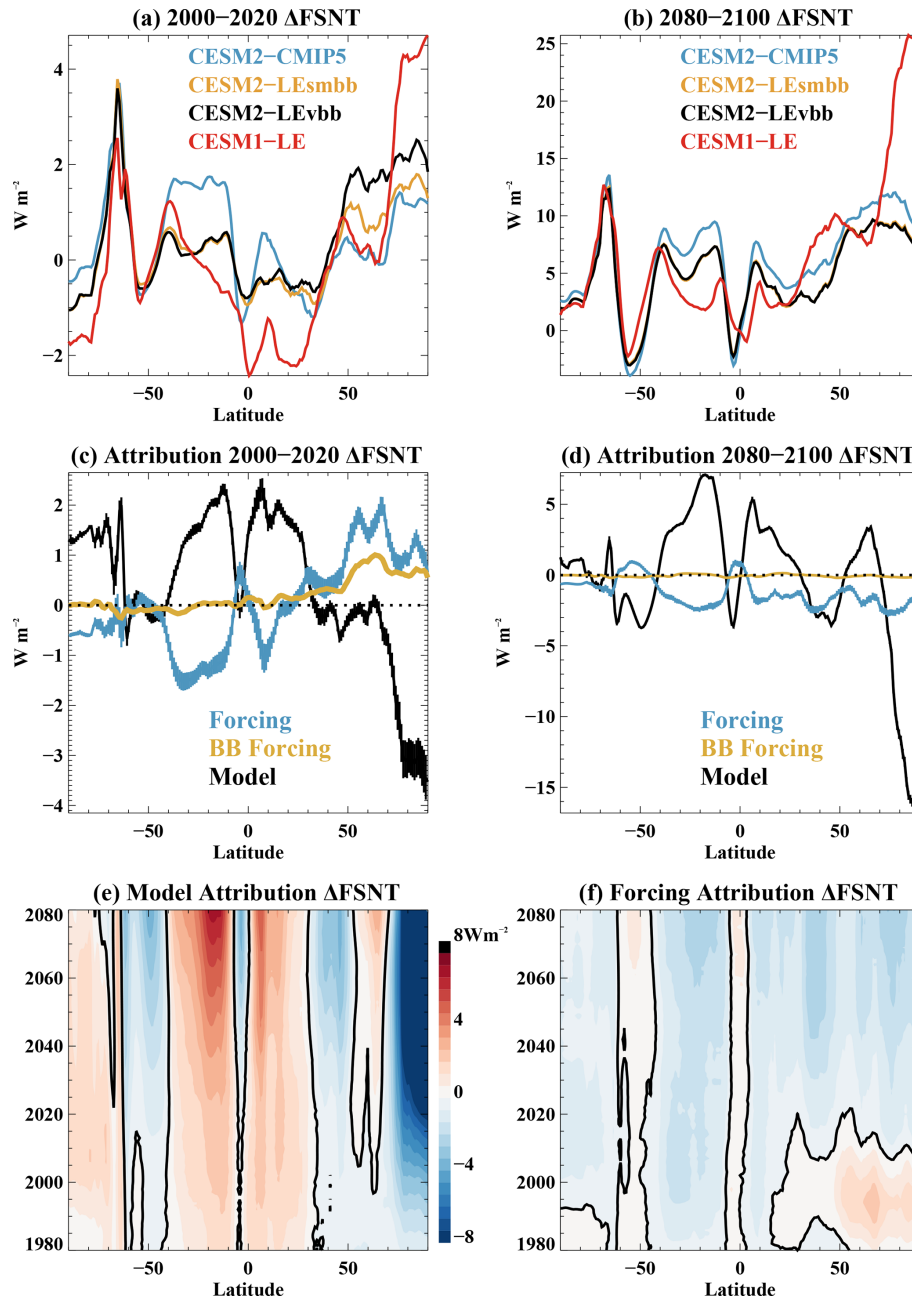 (a) 2000−2020 ΔFSNT
CESM2−CMIP5
CESM2−LEsmbb
CESM2−LEvbb
CESM1−LE
W m−2
4
2
0
−2
−50 0 50
Latitude
(b) 2080−2100 ΔFSNT
CESM2−CMIP5
CESM2−LEsmbb
CESM2−LEvbb
CESM1−LE
W m−2
25
20
15
10
5
0
−50 0 50
Latitude
(c) Attribution 2000−2020 ΔFSNT
W m−2
2
1
0
−1
−2
−3
−4
Forcing
BB Forcing
Model
−50 0 50
Latitude
(d) Attribution 2080−2100 ΔFSNT
W m−2
5
0
−5
−10
−15
Forcing
BB Forcing
Model
−50 0 50
Latitude
(e) Model Attribution ΔFSNT
2080
2060
2040
2020
2000
1980
−50 0 50
Latitude
8Wm−2
4
0
−4
−8
(f) Forcing Attribution ΔFSNT
2080
2060
2040
2020
2000
1980
−50 0 50
Latitude